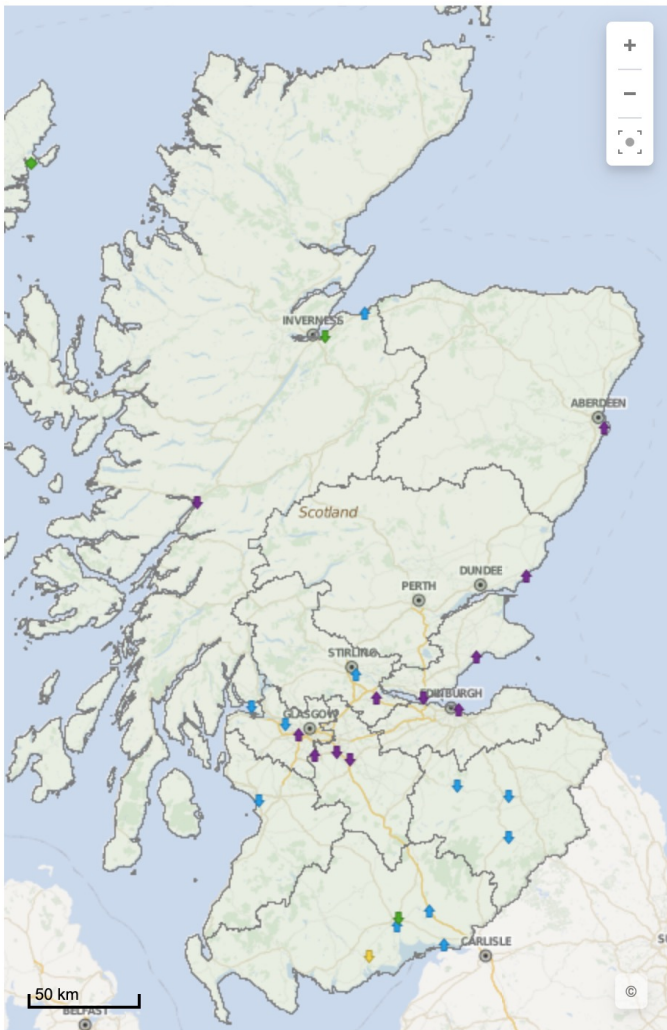 +
−
INVERNESS
ABERDEEN
Scotland
DUNDEE
PERTH
STIRLING
EDINBURGH
GLASGOW
CARLISLE
50 km
BELFAST
©